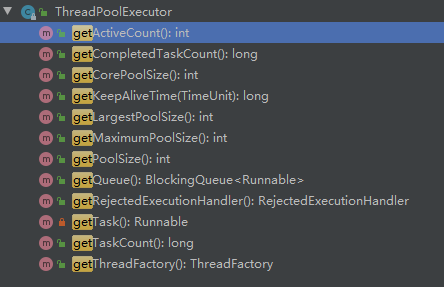 ThreadPoolExecutor
getActiveCount(): int
getCompletedTaskCount(): long
getCorePoolSize(): int
getKeepAliveTime(TimeUnit): long
getLargestPoolSize(): int
getMaximumPoolSize(): int
getPoolSize(): int
getQueue(): BlockingQueue<Runnable>
getRejectedExecutionHandler(): RejectedExecutionHandler
getTask(): Runnable
getTaskCount(): long
getThreadFactory(): ThreadFactory